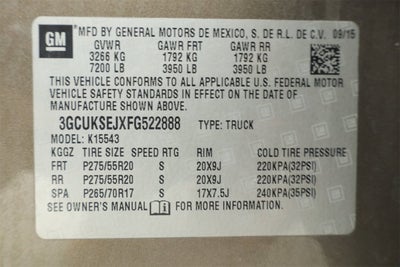 GM
MFD BY GENERAL MOTORS DE MEXICO, S. DE R.L. DE C.V. 09/15
GVWR GAWR FRT GAWR RR
3266 KG 1792 KG 1792 KG
7200 LB 3950 LB 3950 LB
THIS VEHICLE CONFORMS TO ALL APPLICABLE U.S. FEDERAL MOTOR
VEHICLE SAFETY STANDARDS IN EFFECT ON THE DATE OF
MANUFACTURE SHOWN ABOVE.
3GCUKSEJXFG522888 TYPE: TRUCK
MODEL: K15543
KGGZ TIRE SIZE SPEED RTG RIM COLD TIRE PRESSURE
FRT P275/55R20 S 20X9J 220KPA(32PSI)
RR P275/55R20 S 20X9J 220KPA(32PSI)
SPA P265/70R17 S 17X7.5J 240KPA(35PSI)
SEE OWNER'S MANUAL FOR MORE INFORMATION